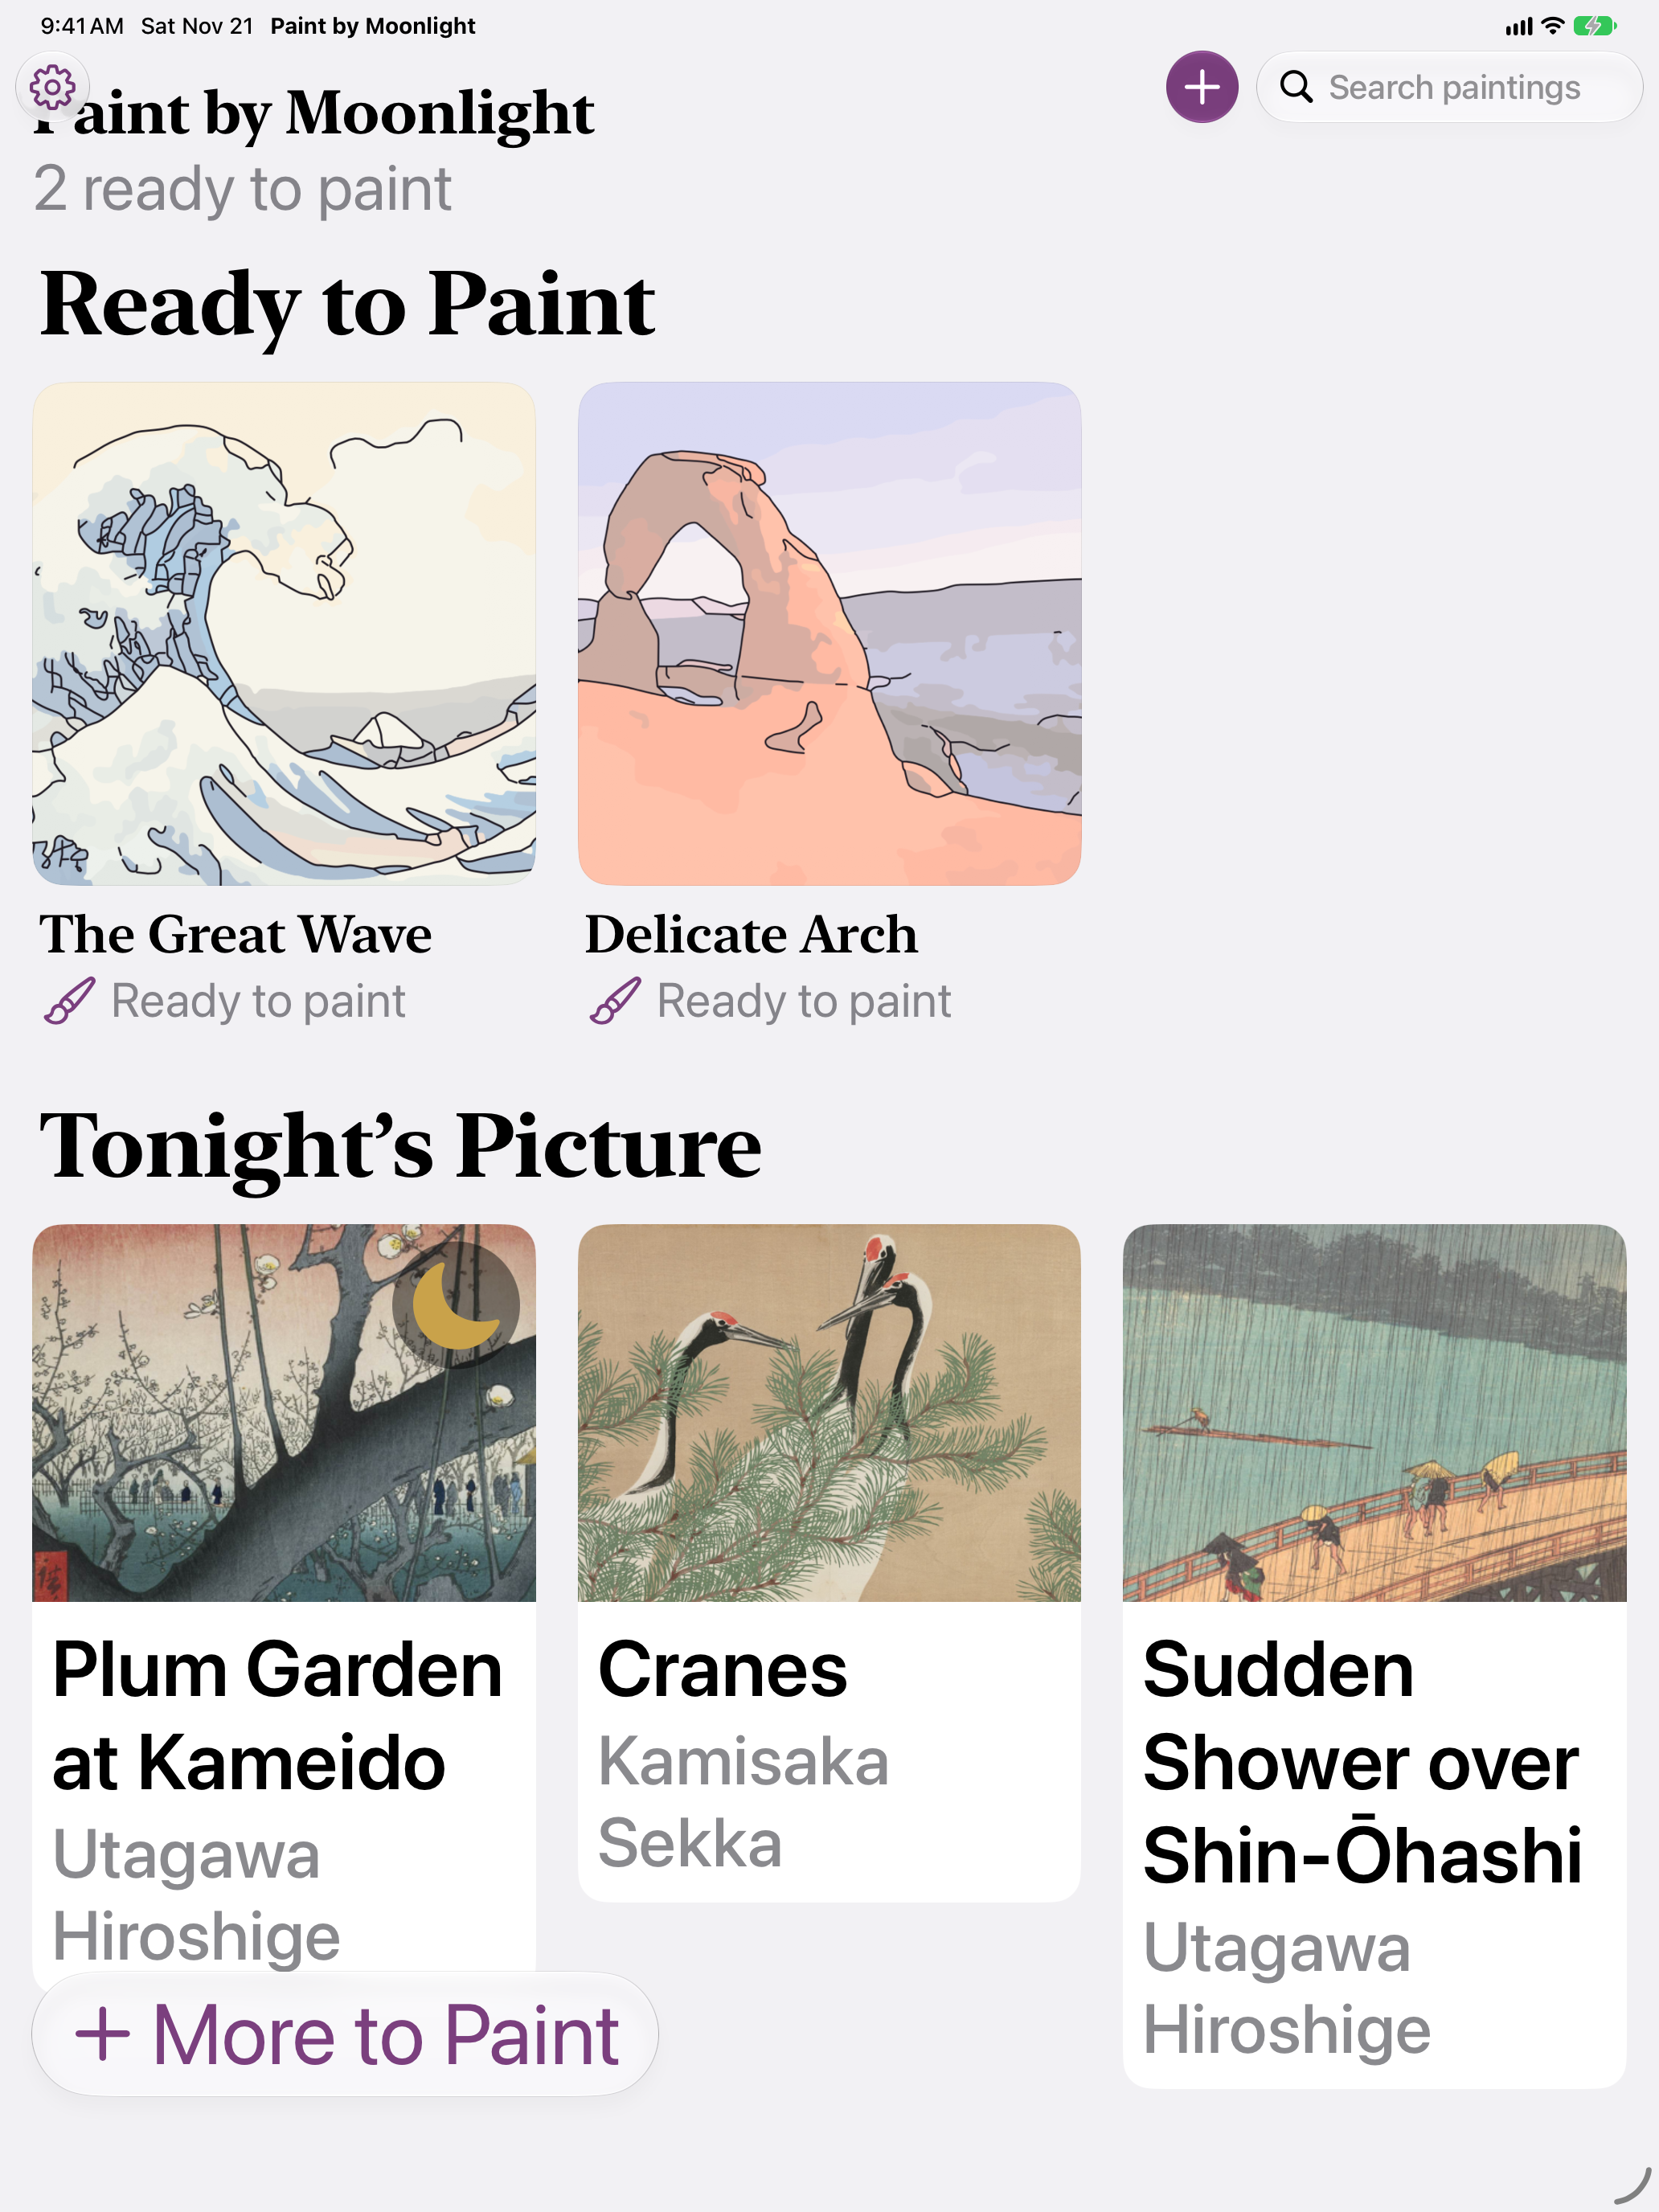 9:41 AM Sat Nov 21 Paint by Moonlight
Paint by Moonlight
Search paintings
2 ready to paint
Ready to Paint
The Great Wave
Delicate Arch
Ready to paint
Ready to paint
Tonight’s Picture
Plum Garden
at Kameido
Utagawa
Hiroshige
Cranes
Kamisaka
Sekka
Sudden
Shower over
Shin-Ōhashi
Utagawa
Hiroshige
+ More to Paint